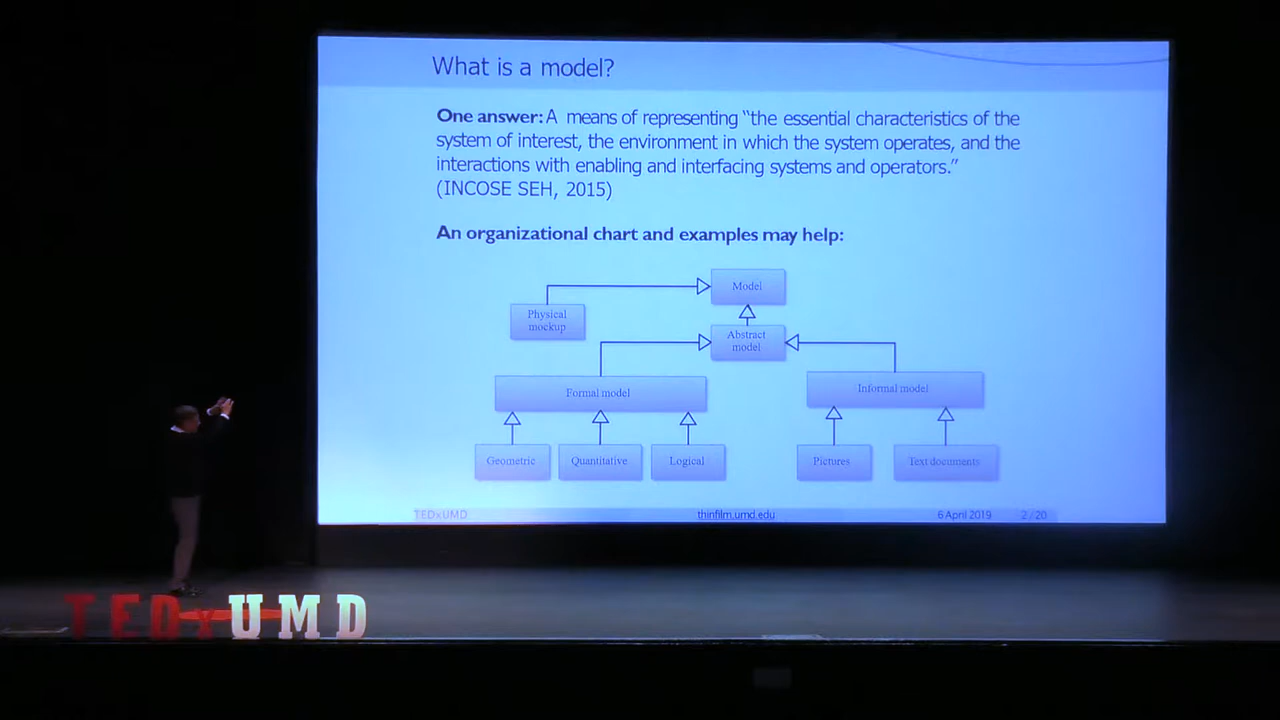 What is a model?
One answer: A means of representing “the essential characteristics of the
system of interest, the environment in which the system operates, and the
interactions with enabling and interfacing systems and operators.”
(INCOSE SEH, 2015)
An organizational chart and examples may help:
Model
Physical
mockup
Abstract
model
Formal model
Informal model
Geometric
Quantitative
Logical
Pictures
Text documents
TEDxUMD
thinfilm.umd.edu
6 April 2019
2/20
TEDxUMD